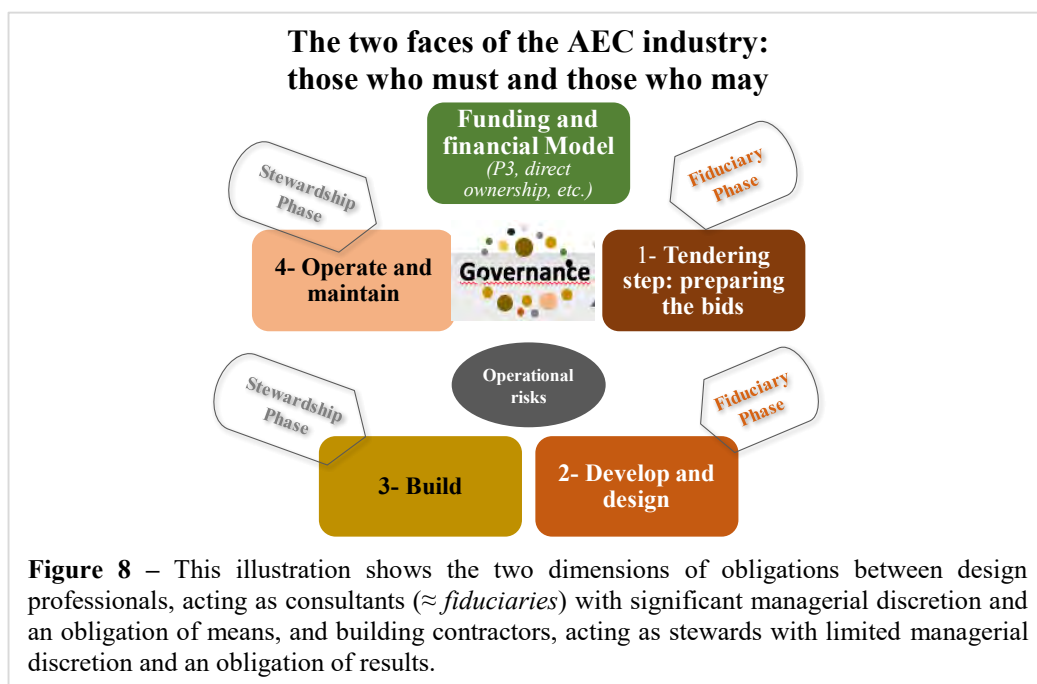 The two faces of the AEC industry:
those who must and those who may
Funding and
financial Model
(P3, direct
ownership, etc.)
Stewardship
Phase
Fiduciary
Phase
4- Operate and
maintain
Governance
1- Tendering
step: preparing
the bids
Operational
risks
Stewardship
Phase
Fiduciary
Phase
3- Build
2- Develop and
design
Figure 8 – This illustration shows the two dimensions of obligations between design
professionals, acting as consultants (≈ fiduciaries) with significant managerial discretion and
an obligation of means, and building contractors, acting as stewards with limited managerial
discretion and an obligation of results.